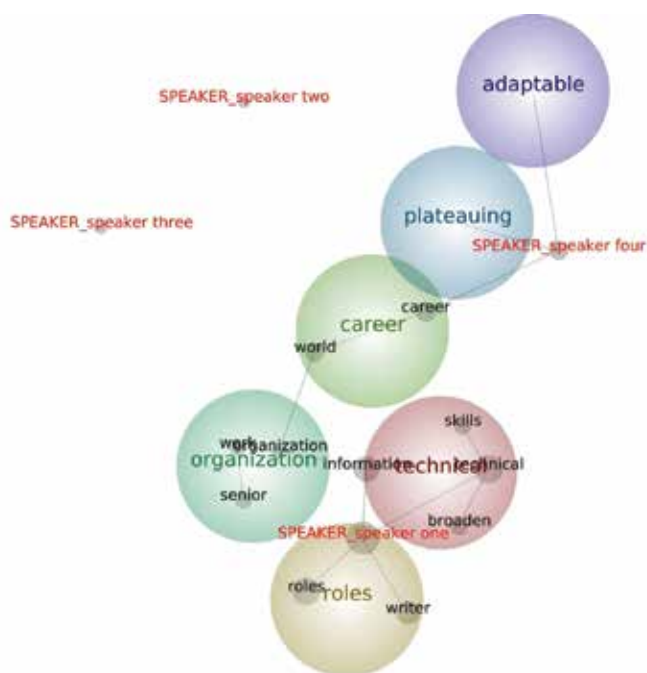 adaptable
SPEAKER_speaker two
plateauing
SPEAKER_speaker three
SPEAKER_speaker four
career
career
world
skills
work
organization
organization
information
technical
technical
senior
broaden
SPEAKER_speaker one
roles
roles
writer